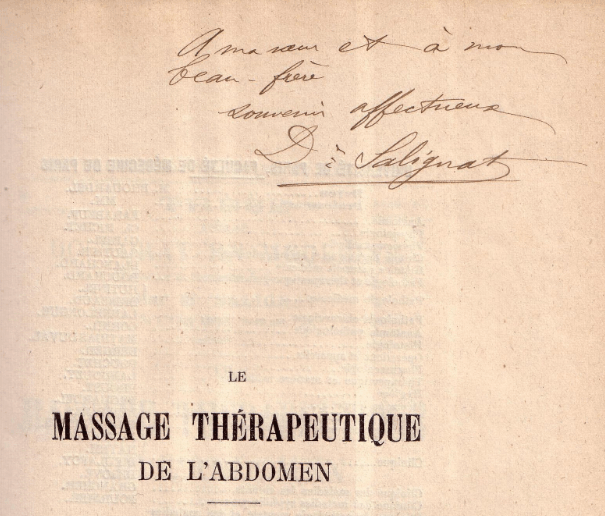 A ma sœur et à mon
beau-frère
souvenir affectueux
Dr Salignat
LE
MASSAGE THÉRAPEUTIQUE
DE L'ABDOMEN